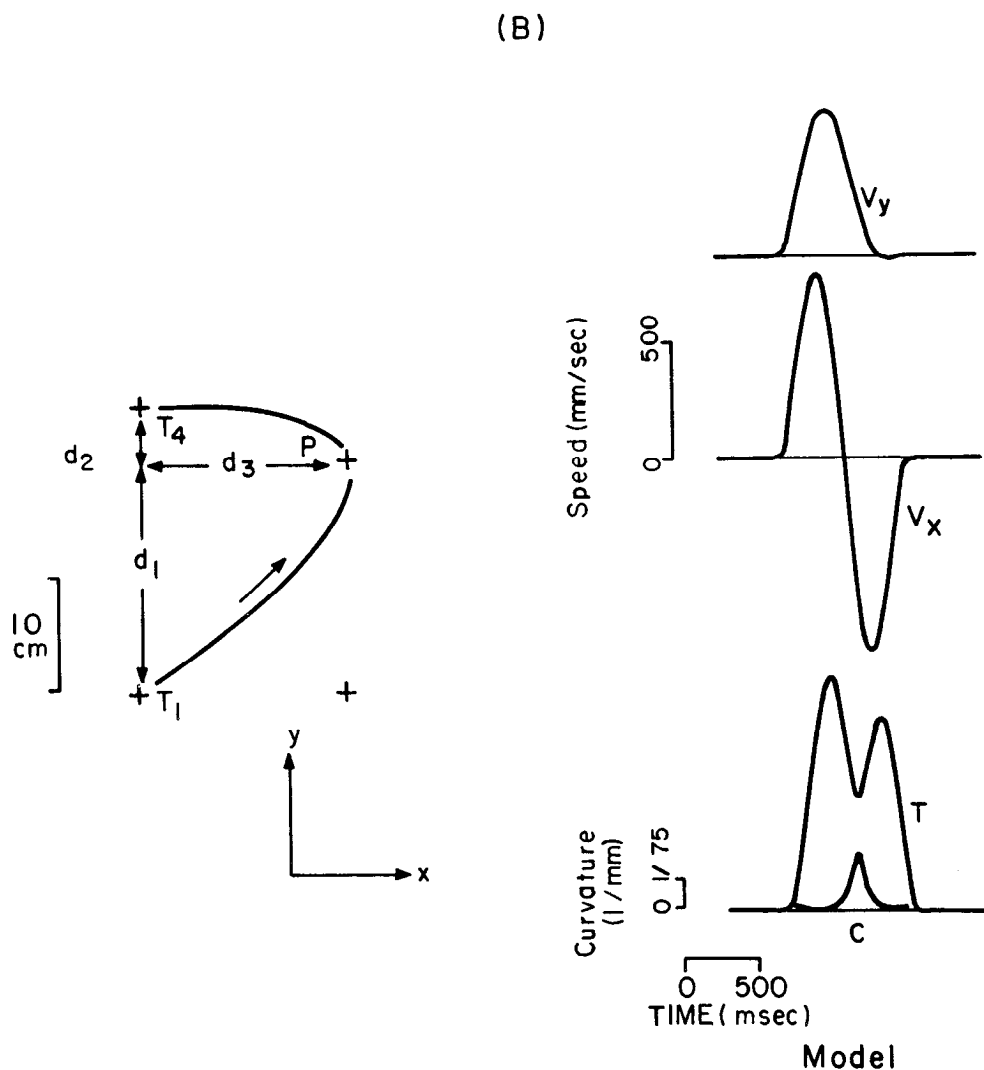 (B)
Vy
Speed (mm/sec)
500
0
Vx
T4
P
d2
d3
d1
10
cm
T1
y
x
T
Curvature
(1/mm)
0 1/75
C
0 500
TIME (msec)
Model